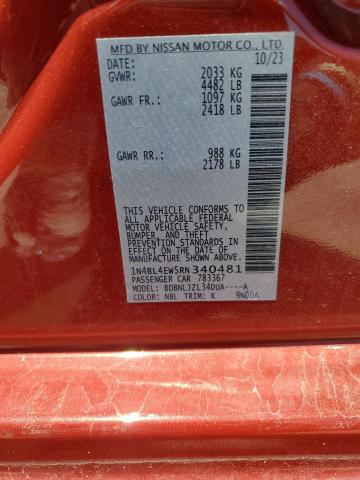 MFD BY NISSAN MOTOR CO., LTD.
10/23
GVWR: 2033 KG
4482 LB
GAWR FR.: 1097 KG
2418 LB
GAWR RR.: 988 KG
2178 LB
THIS VEHICLE CONFORMS TO
ALL APPLICABLE FEDERAL
MOTOR VEHICLE SAFETY,
BUMPER, AND THEFT
PREVENTION STANDARDS IN
EFFECT ON THE DATE OF
MANUFACTURE SHOWN ABOVE.
1N4BL4EW5RN340481
PASSENGER CAR 783367
MODEL: BDBNLJZL34DUA----A
COLOR: NBL TRIM: K 9N00A